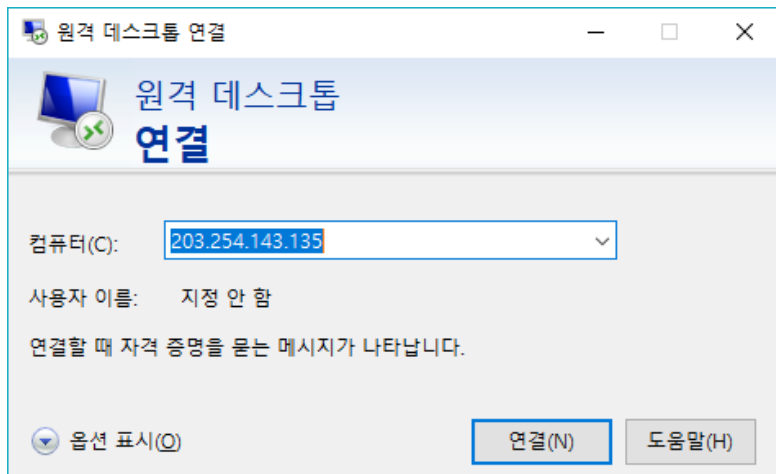 원격 데스크톱 연결
원격 데스크톱
연결
컴퓨터(C): 203.254.143.135
사용자 이름: 지정 안 함
연결할 때 자격 증명을 묻는 메시지가 나타납니다.
옵션 표시(O) 연결(N) 도움말(H)